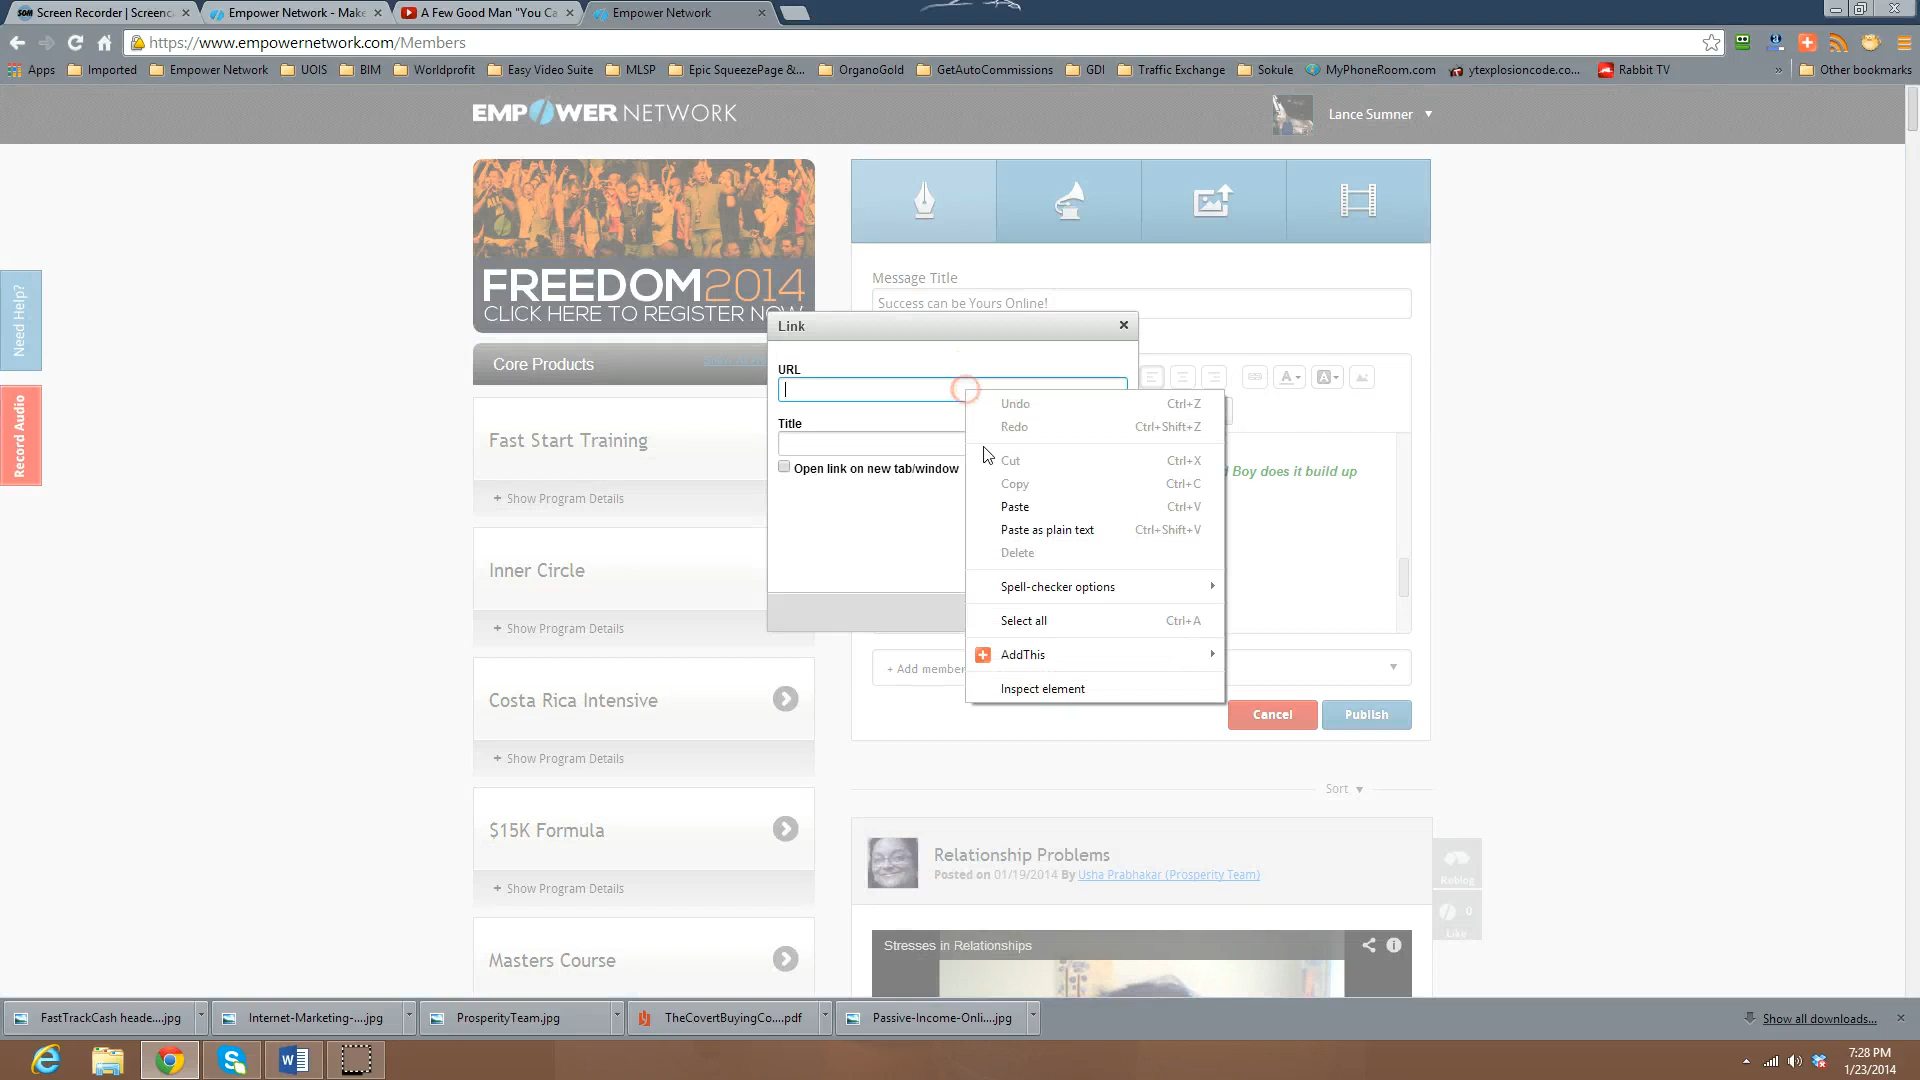 Screen Recorder | Screenc
Empower Network - Make
A Few Good Man "You Ca
Empower Network
https://www.empowernetwork.com/Members
Apps
Imported
Empower Network
UOIS
BIM
Worldprofit
Easy Video Suite
MLSP
Epic SqueezePage &...
OrganoGold
GetAutoCommissions
GDI
Traffic Exchange
Sokule
MyPhoneRoom.com
ytexplosioncode.co...
Rabbit TV
»
Other bookmarks
EMPOWER NETWORK
Lance Sumner
FREEDOM2014
CLICK HERE TO REGISTER NOW
Need Help?
Record Audio
Core Products
Fast Start Training
+ Show Program Details
Inner Circle
+ Show Program Details
Costa Rica Intensive
+ Show Program Details
$15K Formula
+ Show Program Details
Masters Course
Message Title
Success can be Yours Online!
Link
URL
Title
Open link on new tab/window
Undo Ctrl+Z
Redo Ctrl+Shift+Z
Cut Ctrl+X
Copy Ctrl+C
Paste Ctrl+V
Paste as plain text Ctrl+Shift+V
Delete
Spell-checker options
Select all Ctrl+A
AddThis
Inspect element
Boy does it build up
+ Add member
Cancel
Publish
Sort
Relationship Problems
Posted on 01/19/2014 By Usha Prabhakar (Prosperity Team)
Reblog
0
Like
Stresses in Relationships
FastTrackCash heade....jpg
Internet-Marketing-....jpg
ProsperityTeam.jpg
TheCovertBuyingCo....pdf
Passive-Income-Onli....jpg
Show all downloads...
7:28 PM
1/23/2014